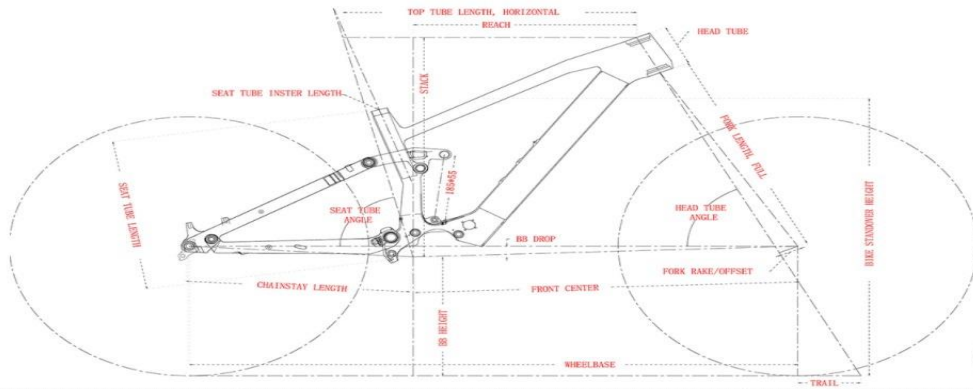 TOP TUBE LENGTH, HORIZONTAL
REACH
HEAD TUBE
STACK
SEAT TUBE INSTER LENGTH
FORK LENGTH, FULL
185*55
SEAT TUBE LENGTH
SEAT TUBE
ANGLE
HEAD TUBE
ANGLE
BIKE STANDOVER HEIGHT
BB DROP
FORK RAKE/OFFSET
CHAINSTAY LENGTH
FRONT CENTER
BB HEIGHT
WHEELBASE
TRAIL